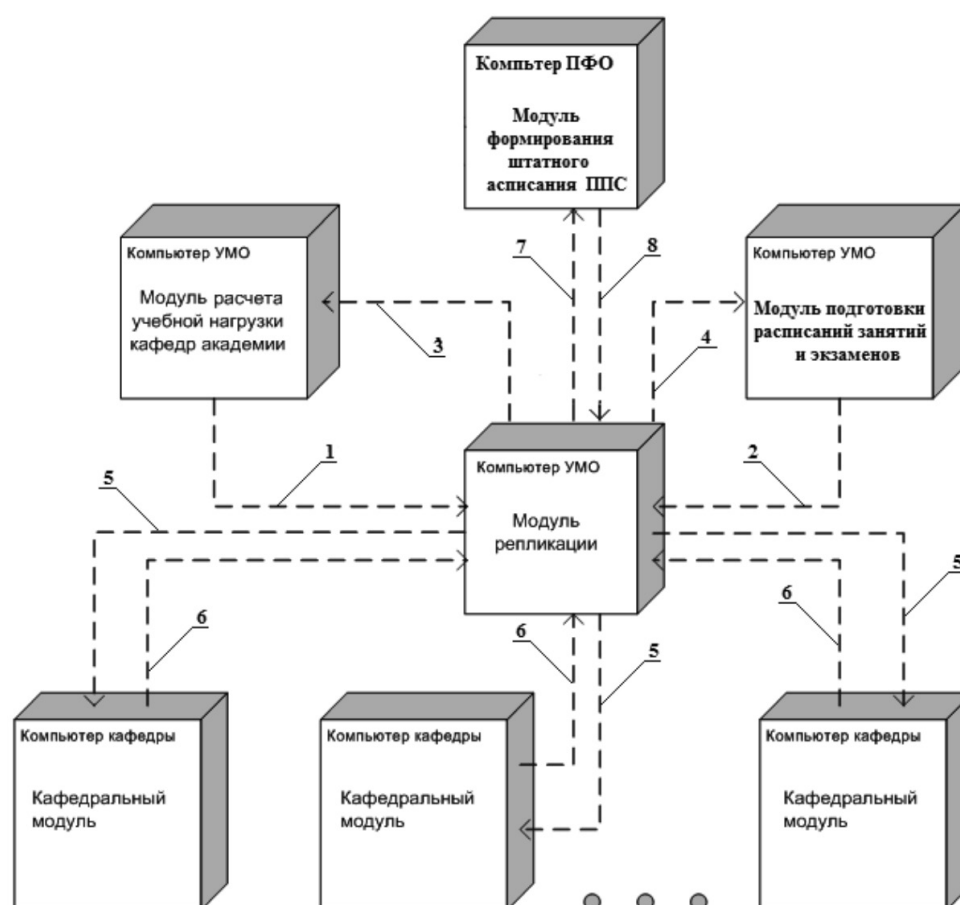 Компьтер ПФО
Модуль
формирования
штатного
асписания ППС
Компьютер УМО
Модуль расчета
учебной нагрузки
кафедр академии
3
7
8
4
Компьютер УМО
Модуль подготовки
расписаний занятий
и экзаменов
5
1
Компьютер УМО
Модуль
репликации
2
5
6
6
5
6
Компьютер кафедры
Кафедральный
модуль
Компьютер кафедры
Кафедральный
модуль
Компьютер кафедры
Кафедральный
модуль